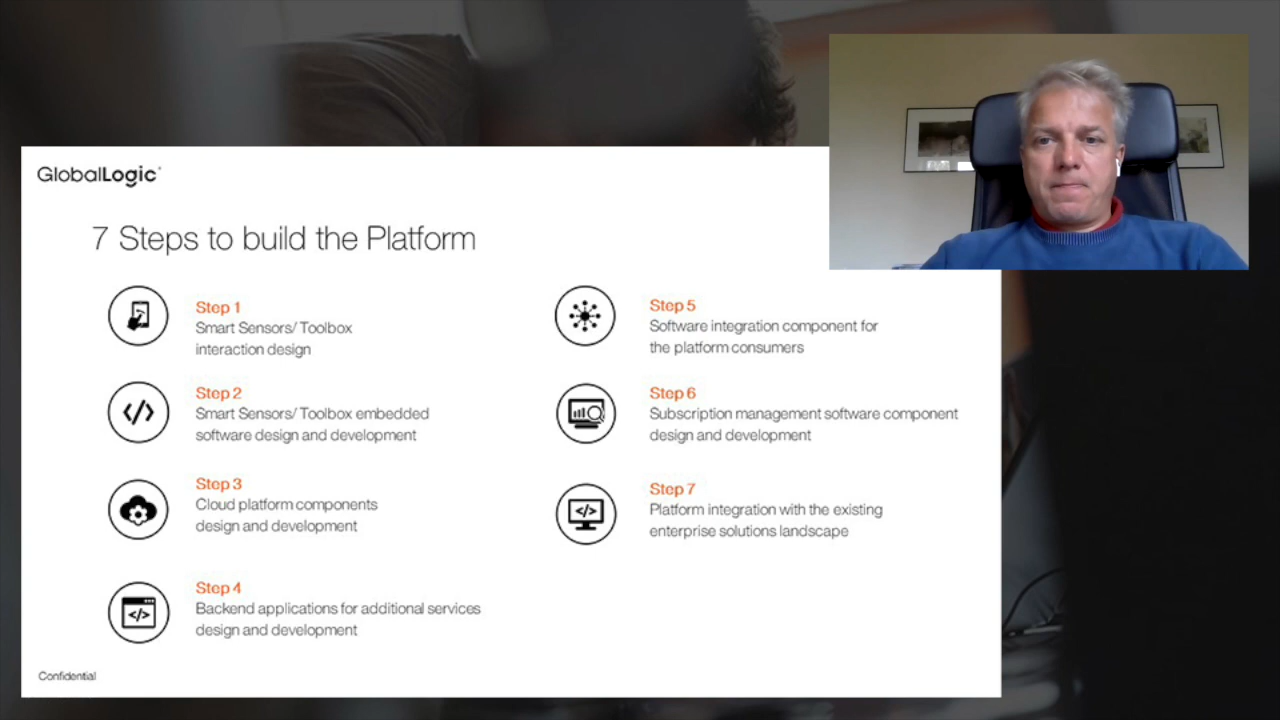 GlobalLogic
7 Steps to build the Platform
Step 1
Smart Sensors/ Toolbox
interaction design
Step 2
Smart Sensors/ Toolbox embedded
software design and development
Step 3
Cloud platform components
design and development
Step 4
Backend applications for additional services
design and development
Step 5
Software integration component for
the platform consumers
Step 6
Subscription management software component
design and development
Step 7
Platform integration with the existing
enterprise solutions landscape
Confidential